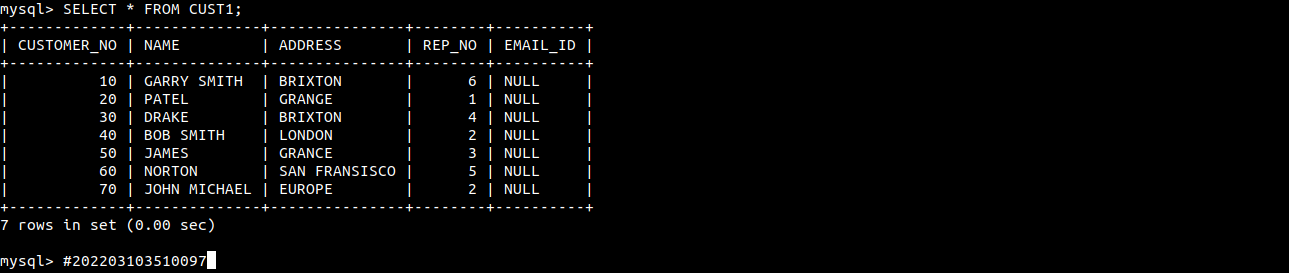 mysql> SELECT * FROM CUST1;
+-------------+--------------+---------------+--------+----------+
| CUSTOMER_NO | NAME         | ADDRESS       | REP_NO | EMAIL_ID |
+-------------+--------------+---------------+--------+----------+
|          10 | GARRY SMITH  | BRIXTON       |      6 | NULL     |
|          20 | PATEL        | GRANGE        |      1 | NULL     |
|          30 | DRAKE        | BRIXTON       |      4 | NULL     |
|          40 | BOB SMITH    | LONDON        |      2 | NULL     |
|          50 | JAMES        | GRANCE        |      3 | NULL     |
|          60 | NORTON       | SAN FRANSISCO |      5 | NULL     |
|          70 | JOHN MICHAEL | EUROPE        |      2 | NULL     |
+-------------+--------------+---------------+--------+----------+
7 rows in set (0.00 sec)
mysql> #202203103510097